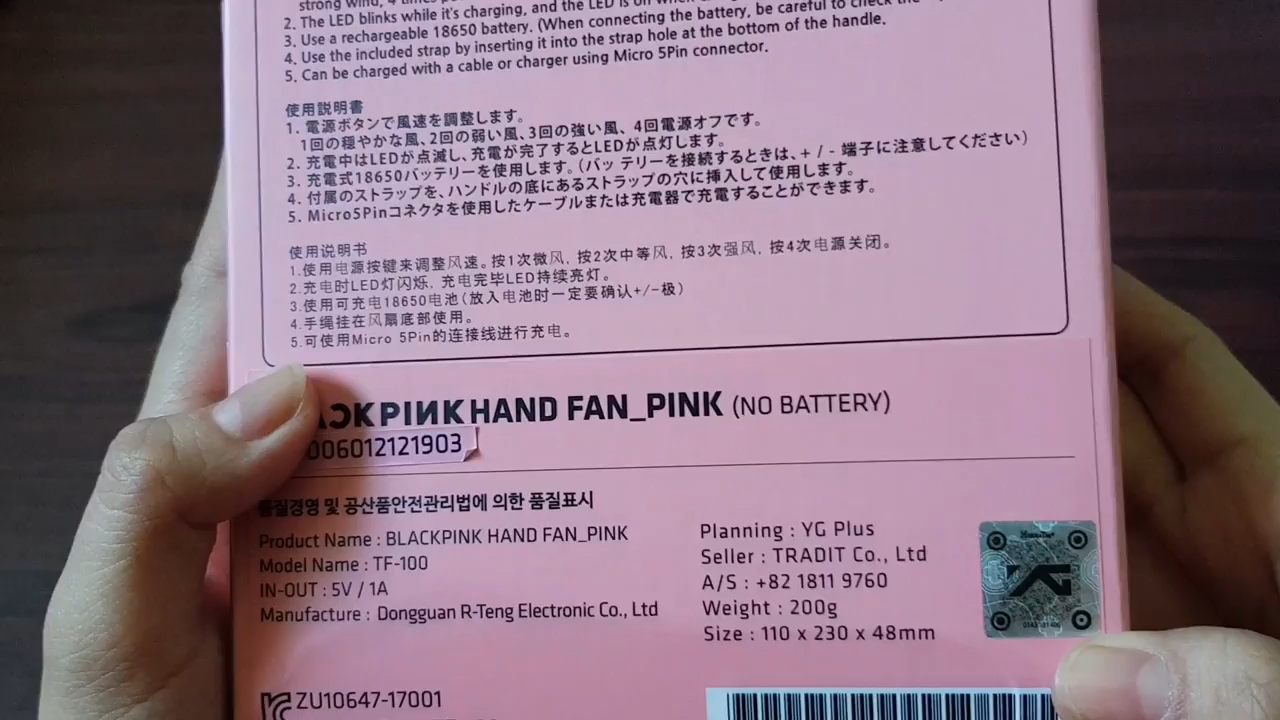 strong wind, 4 times
2. The LED blinks while it's charging, and the LED is on when
3. Use a rechargeable 18650 battery. (When connecting the battery, be careful to check the
4. Use the included strap by inserting it into the strap hole at the bottom of the handle.
5. Can be charged with a cable or charger using Micro 5Pin connector.
使用説明書
1. 電源ボタンで風速を調整します。
1回の穏やかな風、2回の弱い風、3回の強い風、4回電源オフです。
2. 充電中はLEDが点滅し、充電が完了するとLEDが点灯します。
3. 充電式18650バッテリーを使用します。(バッ テリーを接続するときは、+ / - 端子に注意してください)
4. 付属のストラップを、ハンドルの底にあるストラップの穴に挿入して使用します。
5. Micro5Pinコネクタを使用したケーブルまたは充電器で充電することができます。
使用说明书
1.使用电源按键来调整风速。按1次微风, 按2次中等风, 按3次强风, 按4次电源关闭。
2.充电时LED灯闪烁, 充电完毕LED持续亮灯。
3.使用可充电18650电池(放入电池时一定要确认+/-极)
4.手绳挂在风扇底部使用。
5.可使用Micro 5Pin的连接线进行充电。
ACKPINK HAND FAN_PINK (NO BATTERY)
006012121903
품질경영 및 공산품안전관리법에 의한 품질표시
Product Name : BLACKPINK HAND FAN_PINK
Model Name : TF-100
IN-OUT : 5V / 1A
Manufacture : Dongguan R-Teng Electronic Co., Ltd
Planning : YG Plus
Seller : TRADIT Co., Ltd
A/S : +82 1811 9760
Weight : 200g
Size : 110 x 230 x 48mm
YG
ZU10647-17001